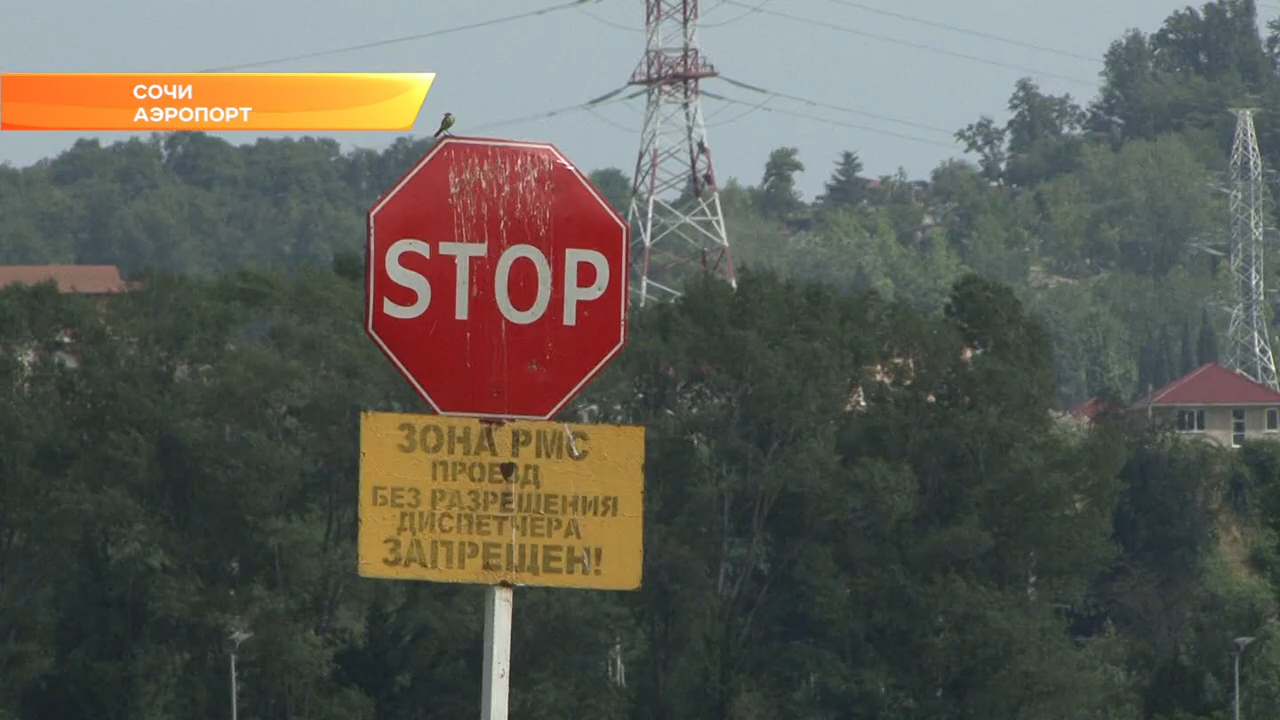 СОЧИ
АЭРОПОРТ
STOP
ЗОНА РМС
ПРОЕЗД
БЕЗ РАЗРЕШЕНИЯ
ДИСПЕТЧЕРА
ЗАПРЕЩЕН!